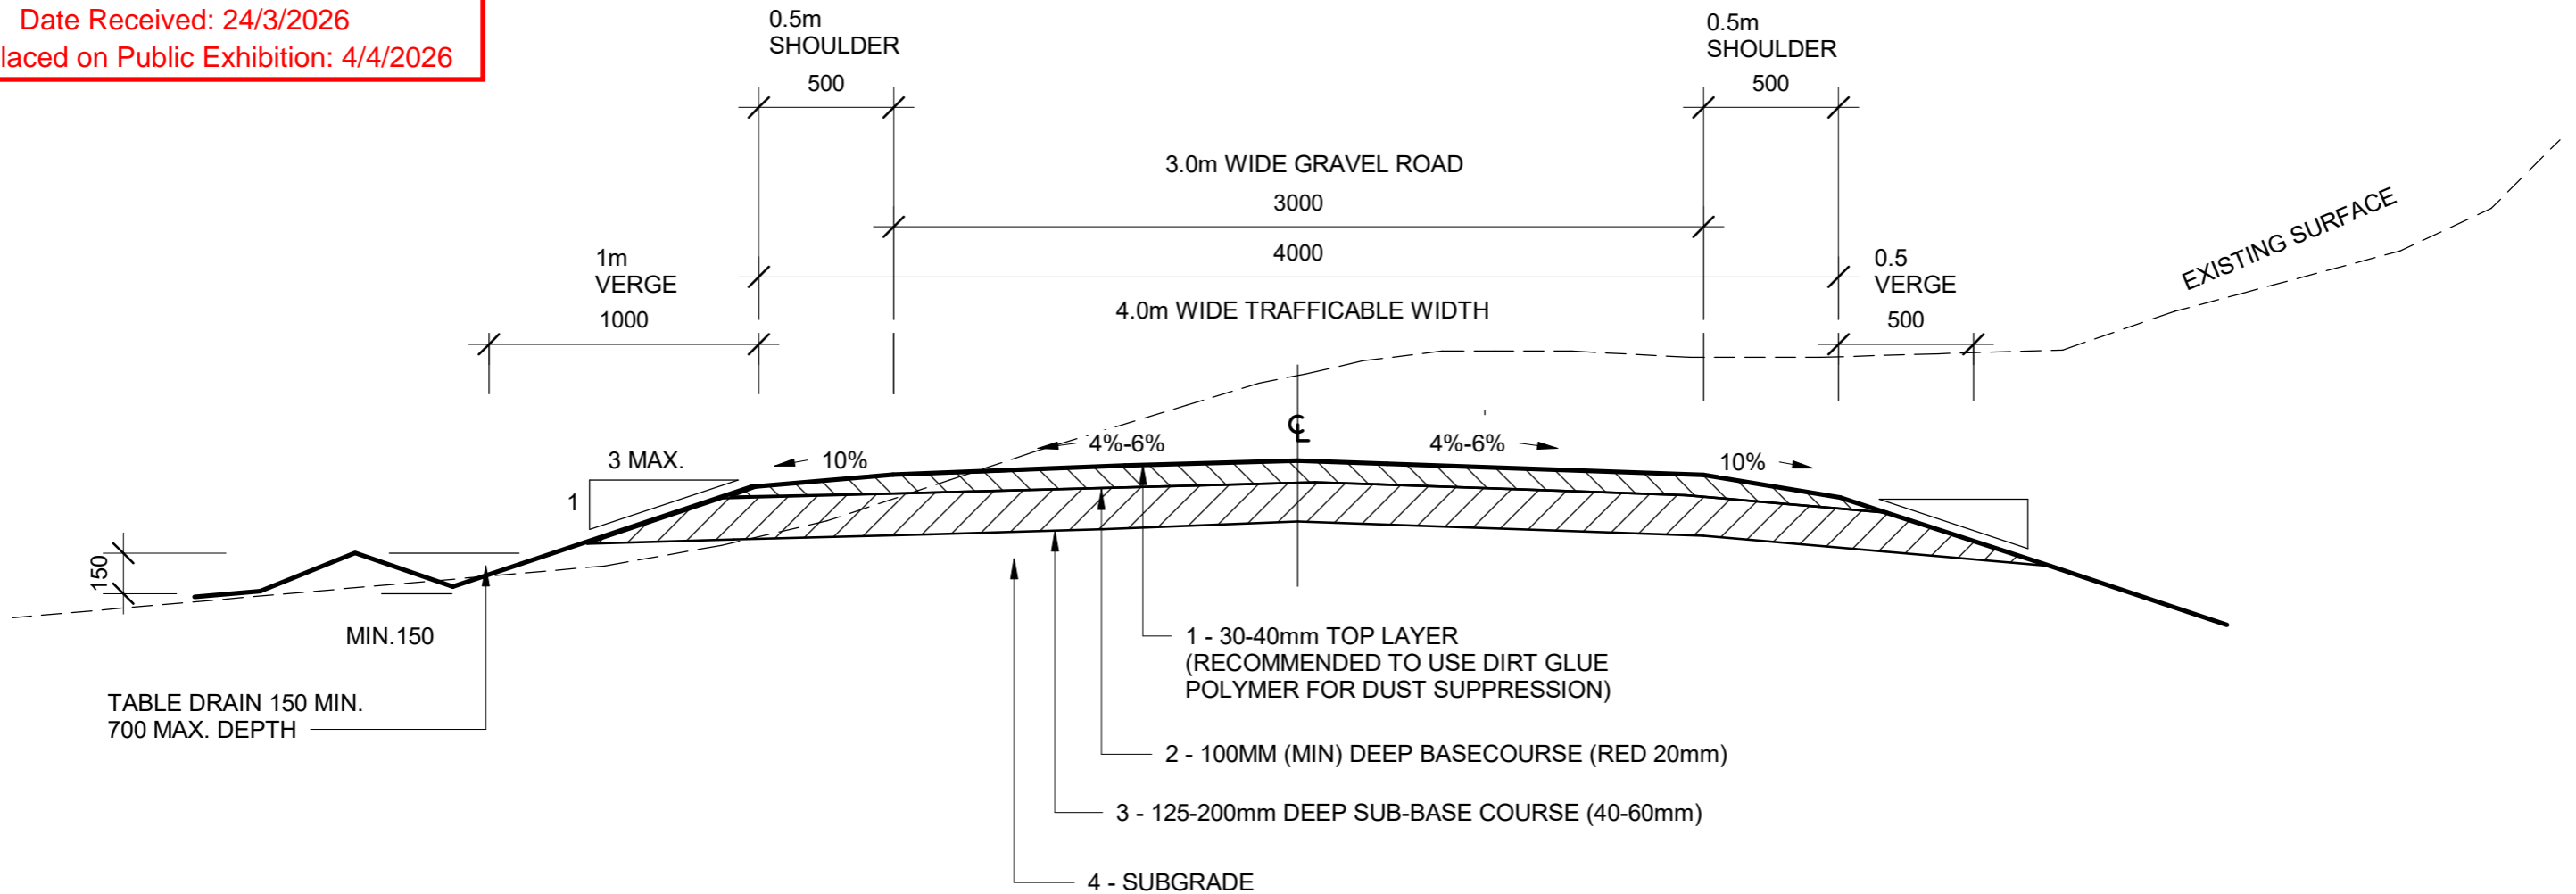 Date Received: 24/3/2026
laced on Public Exhibition: 4/4/2026
0.5m
SHOULDER
500
0.5m
SHOULDER
500
3.0m WIDE GRAVEL ROAD
3000
4000
4.0m WIDE TRAFFICABLE WIDTH
1m
VERGE
1000
0.5
VERGE
500
EXISTING SURFACE
3 MAX.
1
10%
4%-6%
℄
4%-6%
10%
150
MIN.150
TABLE DRAIN 150 MIN.
700 MAX. DEPTH
1 - 30-40mm TOP LAYER
(RECOMMENDED TO USE DIRT GLUE
POLYMER FOR DUST SUPPRESSION)
2 - 100MM (MIN) DEEP BASECOURSE (RED 20mm)
3 - 125-200mm DEEP SUB-BASE COURSE (40-60mm)
4 - SUBGRADE